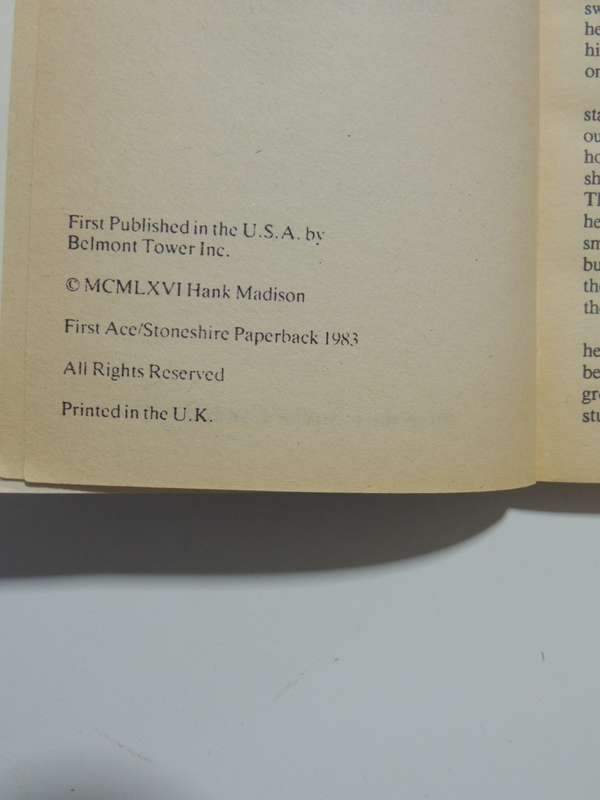 First Published in the U.S.A. by
Belmont Tower Inc.
© MCMLXVI Hank Madison
First Ace/Stoneshire Paperback 1983
All Rights Reserved
Printed in the U.K.